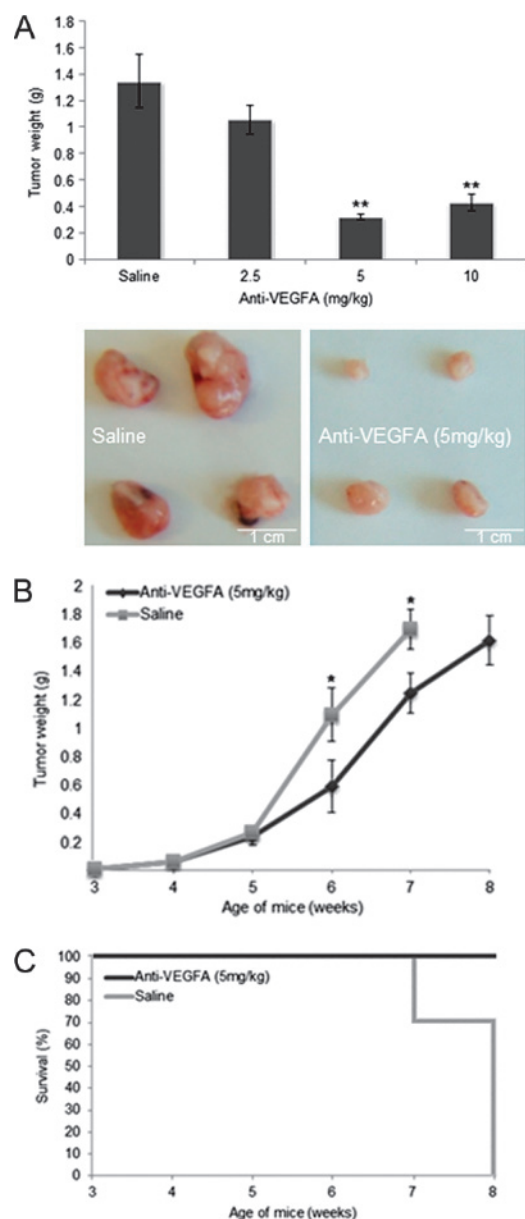 A
Tumor weight (g)
1.8
1.6
1.4
1.2
1
0.8
0.6
0.4
0.2
0
**
**
Saline
2.5
5
10
Anti-VEGFA (mg/kg)
Saline
1 cm
Anti-VEGFA (5mg/kg)
1 cm
B
Tumor weight (g)
2
1.8
1.6
1.4
1.2
1
0.8
0.6
0.4
0.2
Anti-VEGFA (5mg/kg)
Saline
*
*
3
4
5
6
7
8
Age of mice (weeks)
C
Survival (%)
100
90
80
70
60
50
40
30
20
10
0
Anti-VEGFA (5mg/kg)
Saline
3
4
5
6
7
8
Age of mice (weeks)